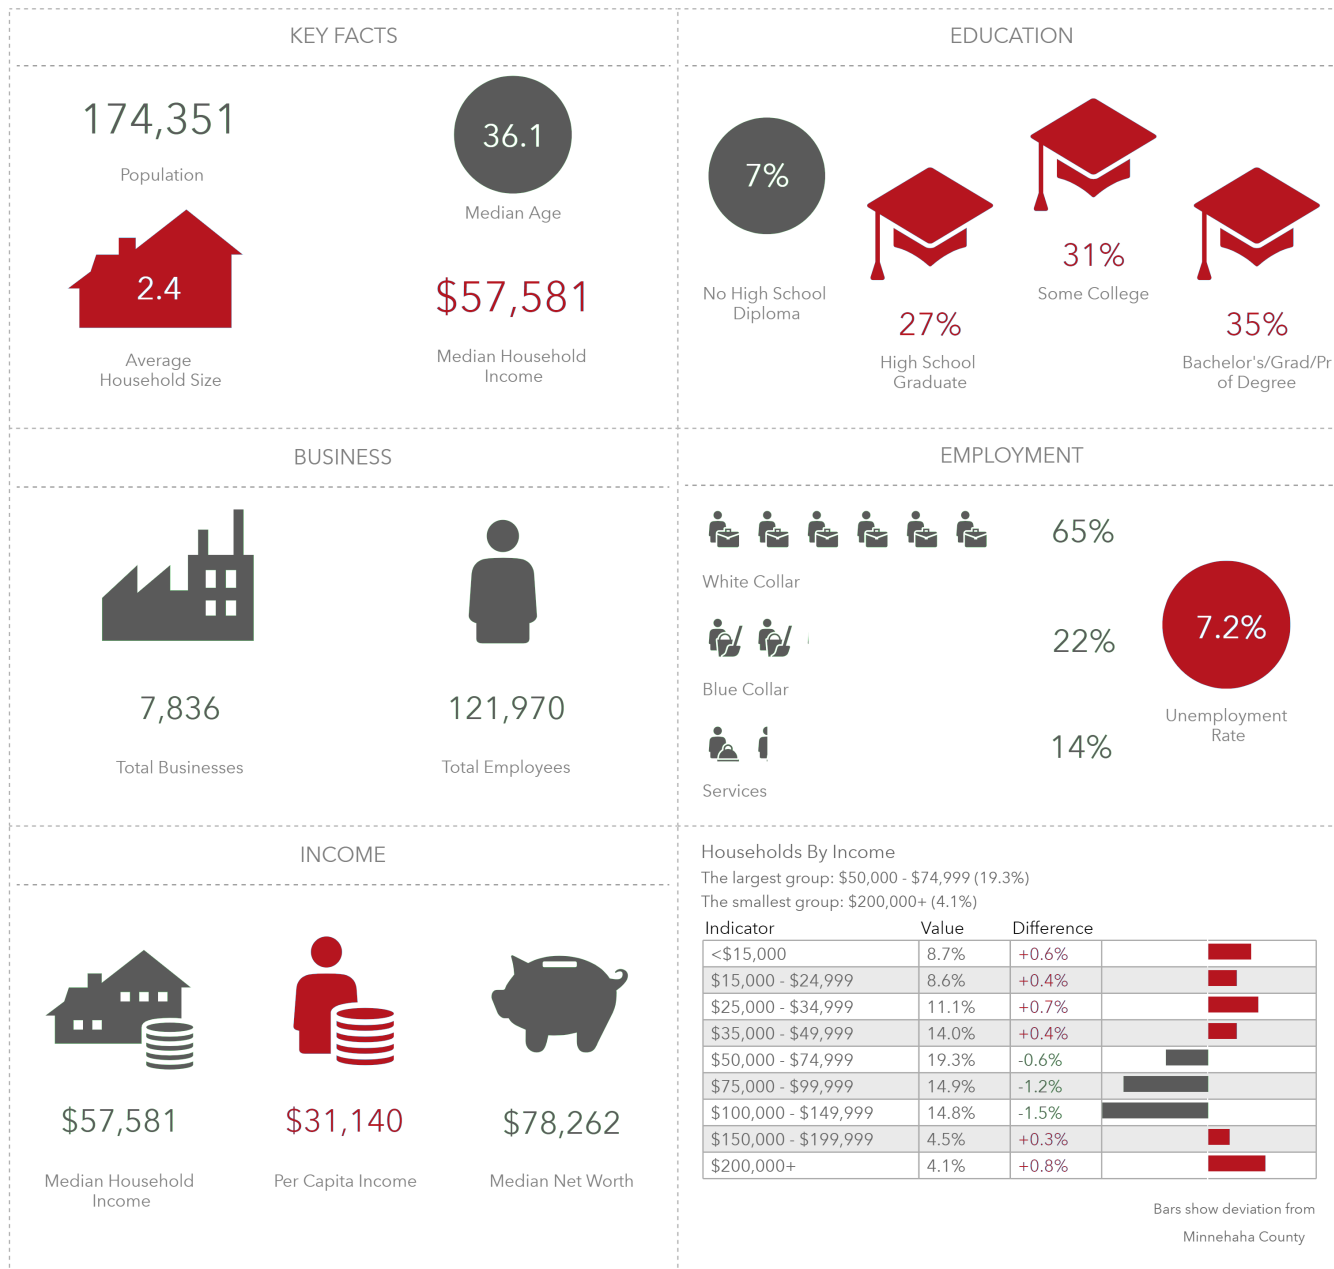 KEY FACTS
174,351
Population
36.1
Median Age
2.4
Average
Household Size
$57,581
Median Household
Income
EDUCATION
7%
No High School
Diploma
27%
High School
Graduate
31%
Some College
35%
Bachelor's/Grad/Pr
of Degree
BUSINESS
7,836
Total Businesses
121,970
Total Employees
EMPLOYMENT
65%
White Collar
22%
Blue Collar
14%
Services
7.2%
Unemployment
Rate
INCOME
$57,581
Median Household
Income
$31,140
Per Capita Income
$78,262
Median Net Worth
Households By Income
The largest group: $50,000 - $74,999 (19.3%)
The smallest group: $200,000+ (4.1%)
Indicator Value Difference
<$15,000 8.7% +0.6%
$15,000 - $24,999 8.6% +0.4%
$25,000 - $34,999 11.1% +0.7%
$35,000 - $49,999 14.0% +0.4%
$50,000 - $74,999 19.3% -0.6%
$75,000 - $99,999 14.9% -1.2%
$100,000 - $149,999 14.8% -1.5%
$150,000 - $199,999 4.5% +0.3%
$200,000+ 4.1% +0.8%
Bars show deviation from
Minnehaha County